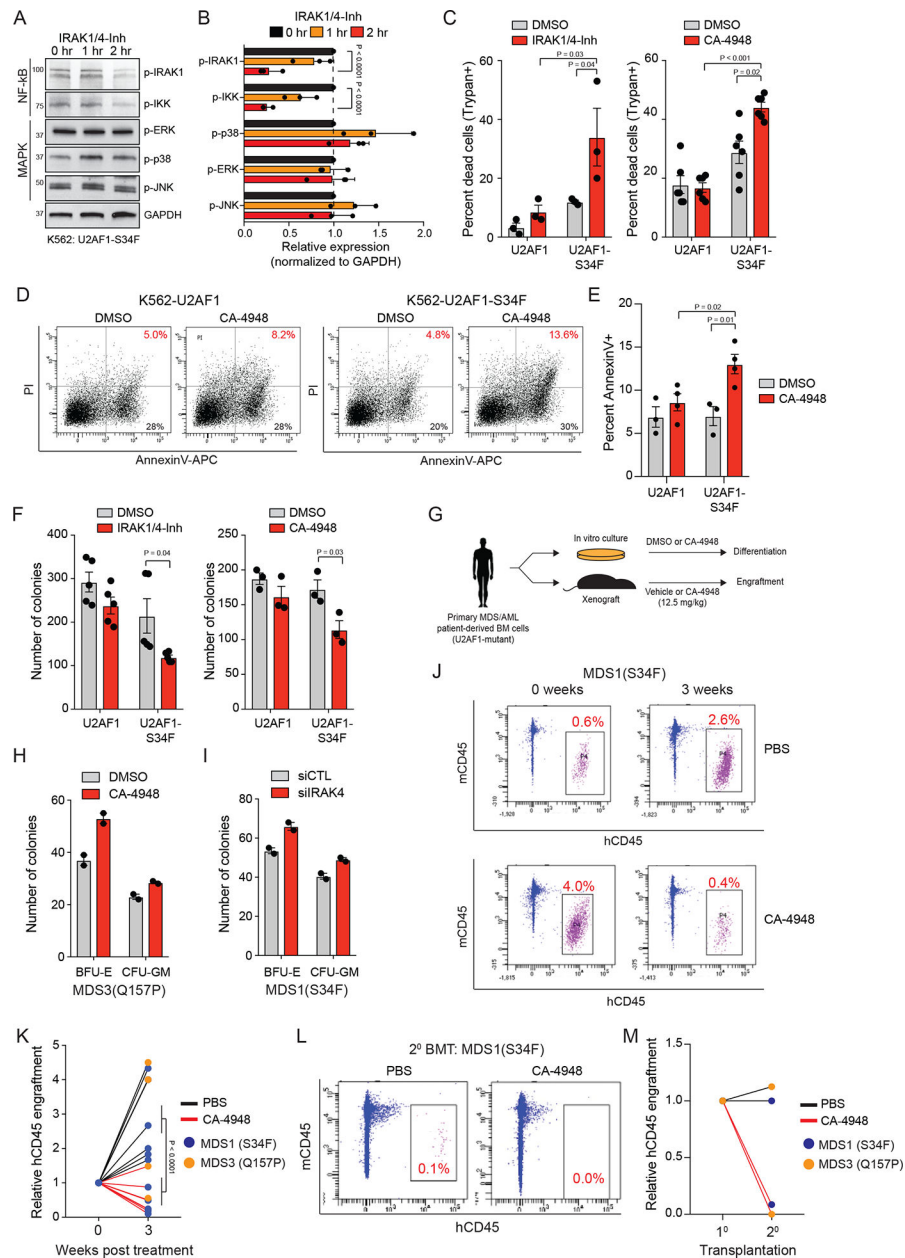 A
IRAK1/4-Inh
0 hr 1 hr 2 hr
NF-kB
100
p-IRAK1
75
p-IKK
MAPK
37
p-ERK
37
p-p38
50
p-JNK
37
GAPDH
K562: U2AF1-S34F
B
IRAK1/4-Inh
0 hr 1 hr 2 hr
p-IRAK1
P < 0.0001
p-IKK
P < 0.0001
p-p38
p-ERK
p-JNK
0.0 0.5 1.0 1.5 2.0
Relative expression
(normalized to GAPDH)
C
DMSO
IRAK1/4-Inh
Percent dead cells (Trypan+)
60
40
20
0
P = 0.03
P = 0.04
U2AF1
U2AF1-
S34F
DMSO
CA-4948
Percent dead cells (Trypan+)
60
40
20
0
P < 0.001
P = 0.02
U2AF1
U2AF1-
S34F
D
K562-U2AF1
DMSO CA-4948
PI
5.0%
28%
PI
8.2%
28%
AnnexinV-APC
K562-U2AF1-S34F
DMSO CA-4948
PI
4.8%
20%
13.6%
30%
AnnexinV-APC
E
Percent AnnexinV+
20
15
10
5
0
P = 0.02
P = 0.01
DMSO
CA-4948
U2AF1
U2AF1-
S34F
F
DMSO
IRAK1/4-Inh
Number of colonies
400
300
200
100
0
P = 0.04
U2AF1
U2AF1-
S34F
DMSO
CA-4948
Number of colonies
250
200
150
100
50
0
P = 0.03
U2AF1
U2AF1-
S34F
G
Primary MDS/AML
patient-derived BM cells
(U2AF1-mutant)
In vitro culture
DMSO or CA-4948
Differentiation
Xenograft
Vehicle or CA-4948
(12.5 mg/kg)
Engraftment
H
DMSO
CA-4948
Number of colonies
60
40
20
0
BFU-E CFU-GM
MDS3(Q157P)
I
siCTL
siIRAK4
Number of colonies
80
60
40
20
0
BFU-E CFU-GM
MDS1(S34F)
J
MDS1(S34F)
0 weeks 3 weeks
mCD45
0.6%
P4
2.6%
P4
PBS
hCD45
mCD45
4.0%
0.4%
P4
CA-4948
hCD45
K
Relative hCD45 engraftment
5
4
3
2
1
0
P < 0.0001
0 3
Weeks post treatment
PBS
CA-4948
MDS1 (S34F)
MDS3 (Q157P)
L
2⁰ BMT: MDS1(S34F)
PBS CA-4948
mCD45
0.1%
0.0%
hCD45
M
Relative hCD45 engraftment
1.5
1.0
0.5
0.0
1⁰ 2⁰
Transplantation
PBS
CA-4948
MDS1 (S34F)
MDS3 (Q157P)